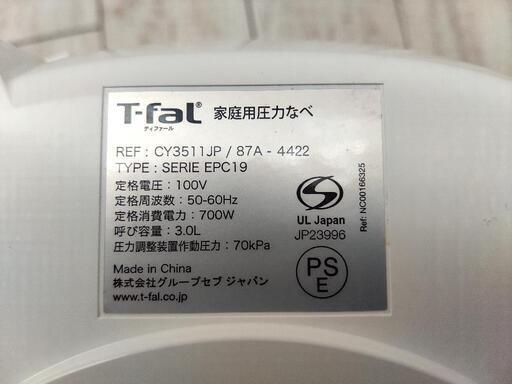 T-fal® 家庭用圧力なべ
ティファール
REF : CY3511JP / 87A - 4422
TYPE : SERIE EPC19
定格電圧：100V
定格周波数：50-60Hz
定格消費電力：700W
呼び容量：3.0L
圧力調整装置作動圧力：70kPa
Made in China
株式会社グループセブ ジャパン
www.t-fal.co.jp
S
UL Japan
JP23996
PS
E
Ref: NC00166325